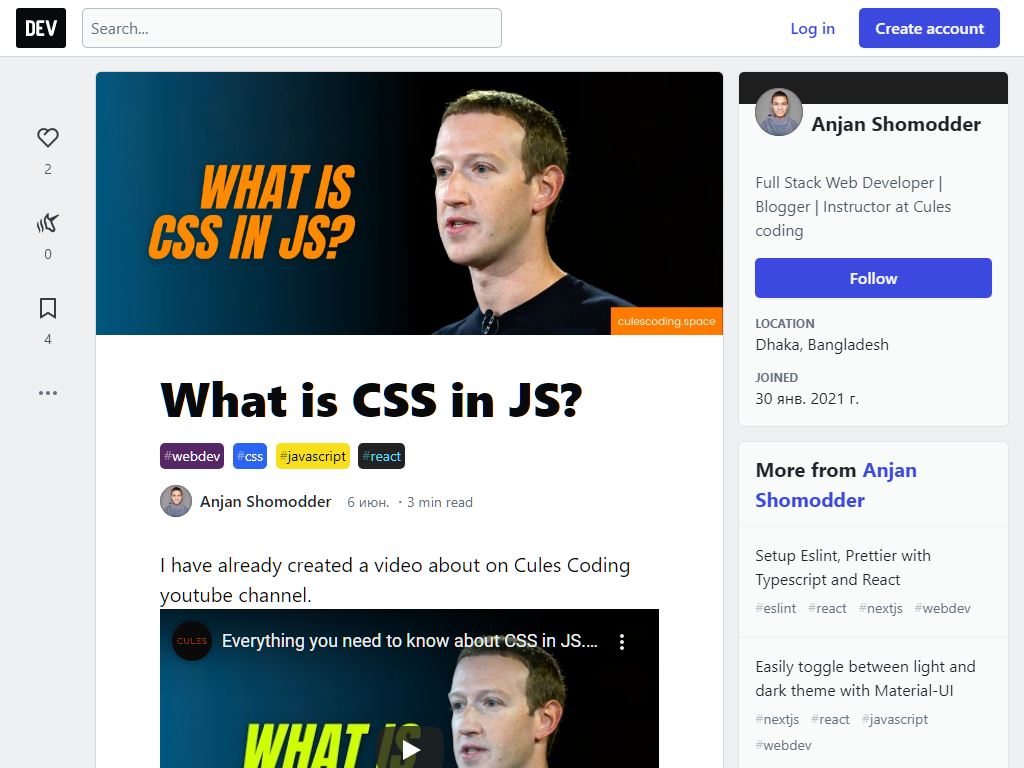 DEV
Search...
Log in
Create account
2
0
4
WHAT IS
CSS IN JS?
culescoding.space
What is CSS in JS?
#webdev #css #javascript #react
Anjan Shomodder 6 июн. · 3 min read
I have already created a video about on Cules Coding
youtube channel.
CULES
Everything you need to know about CSS in JS....
WHAT IS
Anjan Shomodder
Full Stack Web Developer |
Blogger | Instructor at Cules
coding
Follow
LOCATION
Dhaka, Bangladesh
JOINED
30 янв. 2021 г.
More from Anjan
Shomodder
Setup Eslint, Prettier with
Typescript and React
#eslint #react #nextjs #webdev
Easily toggle between light and
dark theme with Material-UI
#nextjs #react #javascript
#webdev